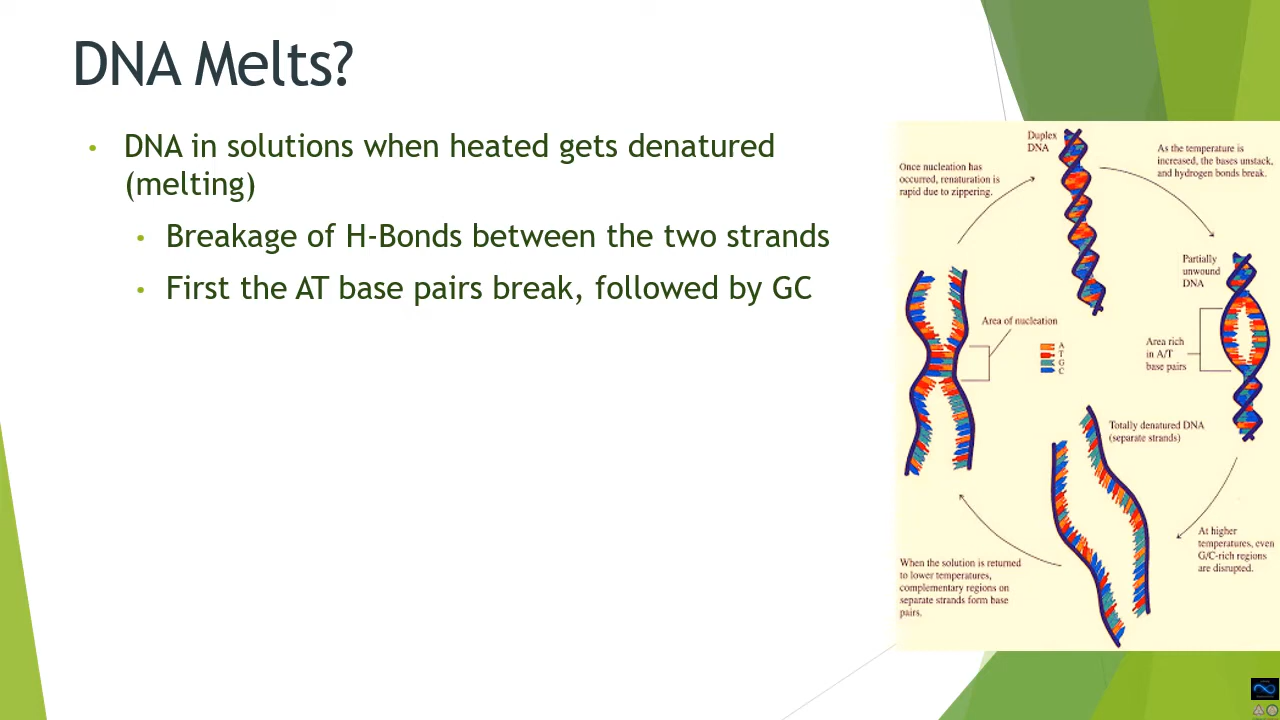 DNA Melts?
• DNA in solutions when heated gets denatured
(melting)
• Breakage of H-Bonds between the two strands
• First the AT base pairs break, followed by GC
Duplex
DNA
As the temperature is
increased, the bases unstack,
and hydrogen bonds break.
Once nucleation has
occurred, renaturation is
rapid due to zippering.
Partially
unwound
DNA
Area of nucleation
A
T
G
C
Area rich
in A/T
base pairs
Totally denatured DNA
(separate strands)
At higher
temperatures, even
G/C-rich regions
are disrupted.
When the solution is returned
to lower temperatures,
complementary regions on
separate strands form base
pairs.